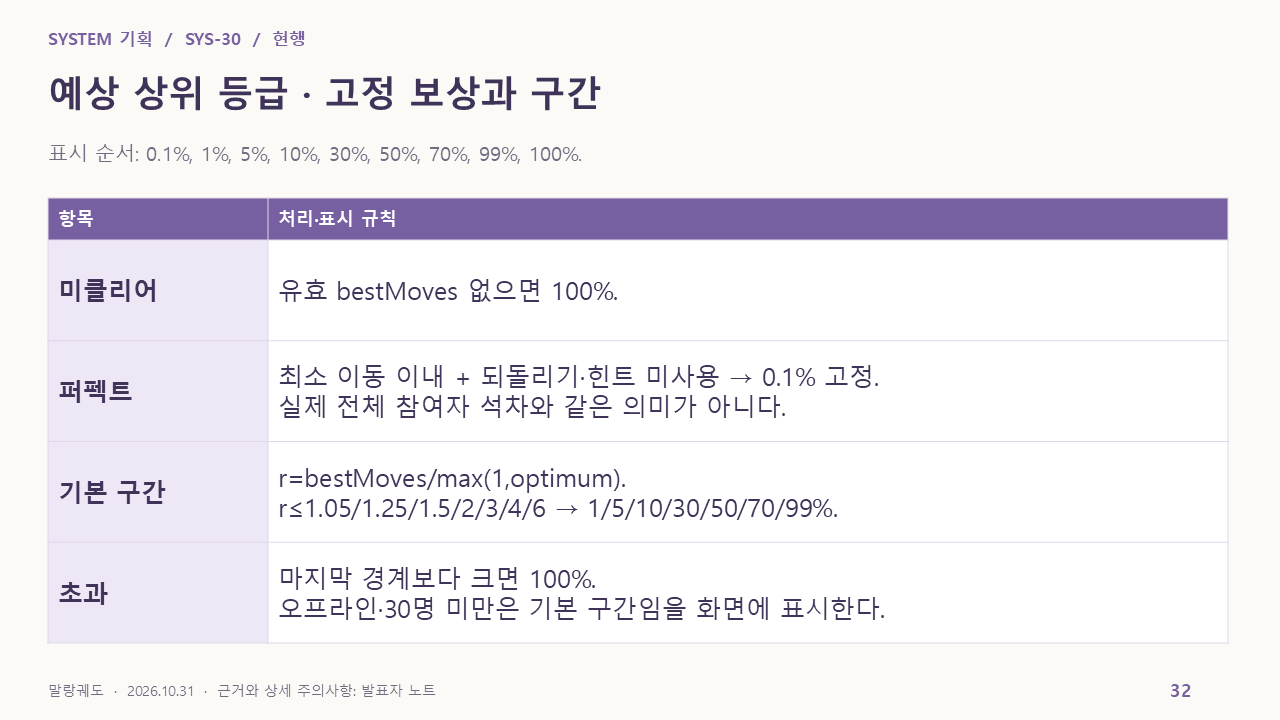 SYSTEM 기획 / SYS-30 / 현행
예상 상위 등급 · 고정 보상과 구간
표시 순서: 0.1%, 1%, 5%, 10%, 30%, 50%, 70%, 99%, 100%.
항목
처리·표시 규칙
미클리어
유효 bestMoves 없으면 100%.
퍼펙트
최소 이동 이내 + 되돌리기·힌트 미사용 → 0.1% 고정.
실제 전체 참여자 석차와 같은 의미가 아니다.
기본 구간
r=bestMoves/max(1,optimum).
r≤1.05/1.25/1.5/2/3/4/6 → 1/5/10/30/50/70/99%.
초과
마지막 경계보다 크면 100%.
오프라인·30명 미만은 기본 구간임을 화면에 표시한다.
말랑궤도 · 2026.10.31 · 근거와 상세 주의사항: 발표자 노트
32